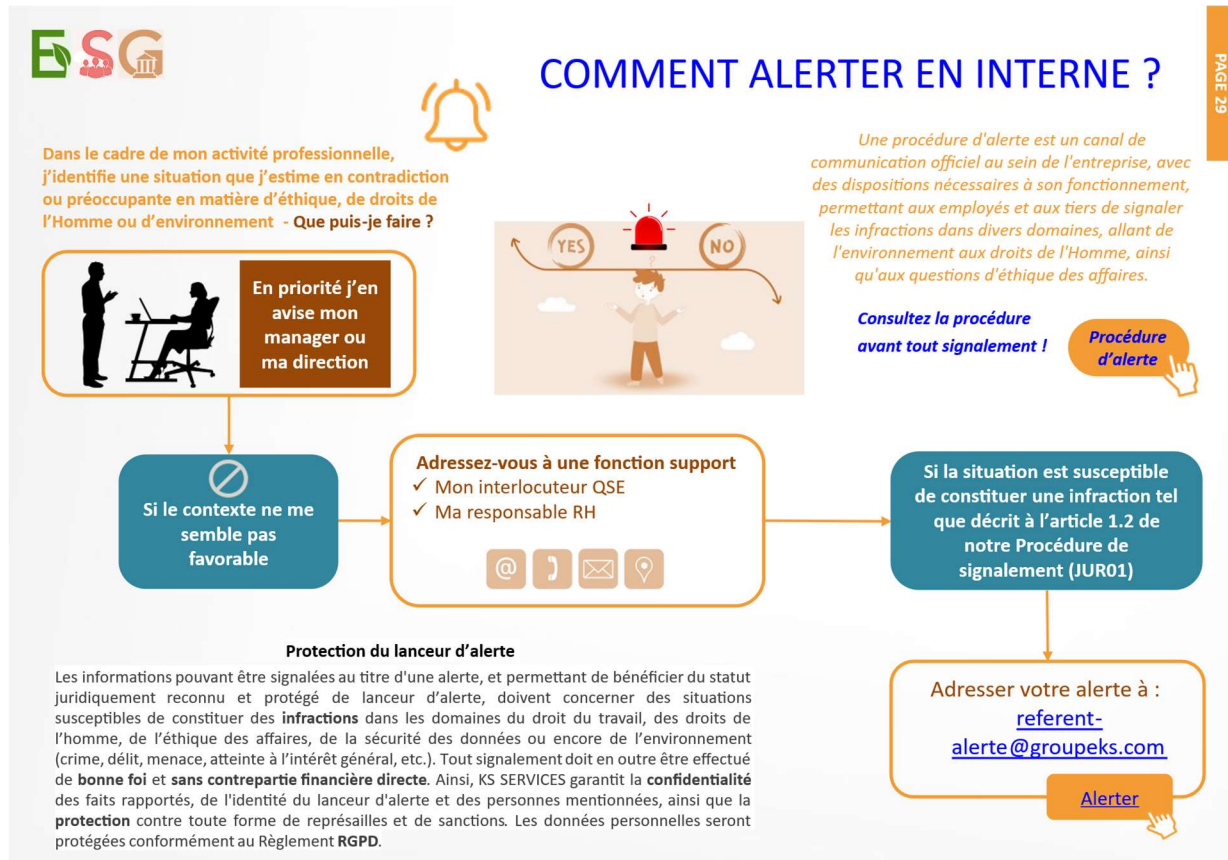 ESG
COMMENT ALERTER EN INTERNE ?
PAGE 29
Dans le cadre de mon activité professionnelle,
j’identifie une situation que j’estime en contradiction
ou préoccupante en matière d’éthique, de droits de
l’Homme ou d’environnement - Que puis-je faire ?
Une procédure d'alerte est un canal de
communication officiel au sein de l'entreprise, avec
des dispositions nécessaires à son fonctionnement,
permettant aux employés et aux tiers de signaler
les infractions dans divers domaines, allant de
l'environnement aux droits de l'Homme, ainsi
qu'aux questions d'éthique des affaires.
En priorité j’en
avise mon
manager ou
ma direction
YES
NO
?
Consultez la procédure
avant tout signalement !
Procédure
d’alerte
Si le contexte ne me
semble pas
favorable
Adressez-vous à une fonction support
✓ Mon interlocuteur QSE
✓ Ma responsable RH
@
Si la situation est susceptible
de constituer une infraction tel
que décrit à l’article 1.2 de
notre Procédure de
signalement (JUR01)
Protection du lanceur d’alerte
Les informations pouvant être signalées au titre d'une alerte, et permettant de bénéficier du statut
juridiquement reconnu et protégé de lanceur d’alerte, doivent concerner des situations
susceptibles de constituer des infractions dans les domaines du droit du travail, des droits de
l’homme, de l’éthique des affaires, de la sécurité des données ou encore de l’environnement
(crime, délit, menace, atteinte à l’intérêt général, etc.). Tout signalement doit en outre être effectué
de bonne foi et sans contrepartie financière directe. Ainsi, KS SERVICES garantit la confidentialité
des faits rapportés, de l'identité du lanceur d'alerte et des personnes mentionnées, ainsi que la
protection contre toute forme de représailles et de sanctions. Les données personnelles seront
protégées conformément au Règlement RGPD.
Adresser votre alerte à :
referent-
alerte@groupeks.com
Alerter